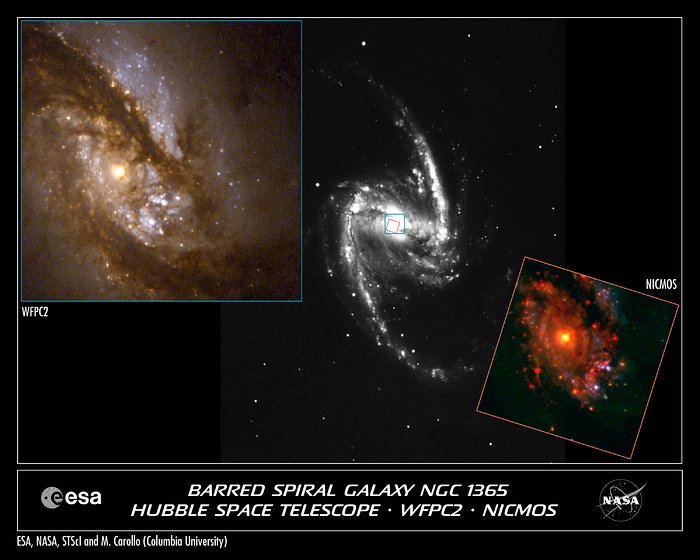 WFPC2
NICMOS
esa
BARRED SPIRAL GALAXY NGC 1365
HUBBLE SPACE TELESCOPE · WFPC2 · NICMOS
NASA
ESA, NASA, STScI and M. Carollo (Columbia University)